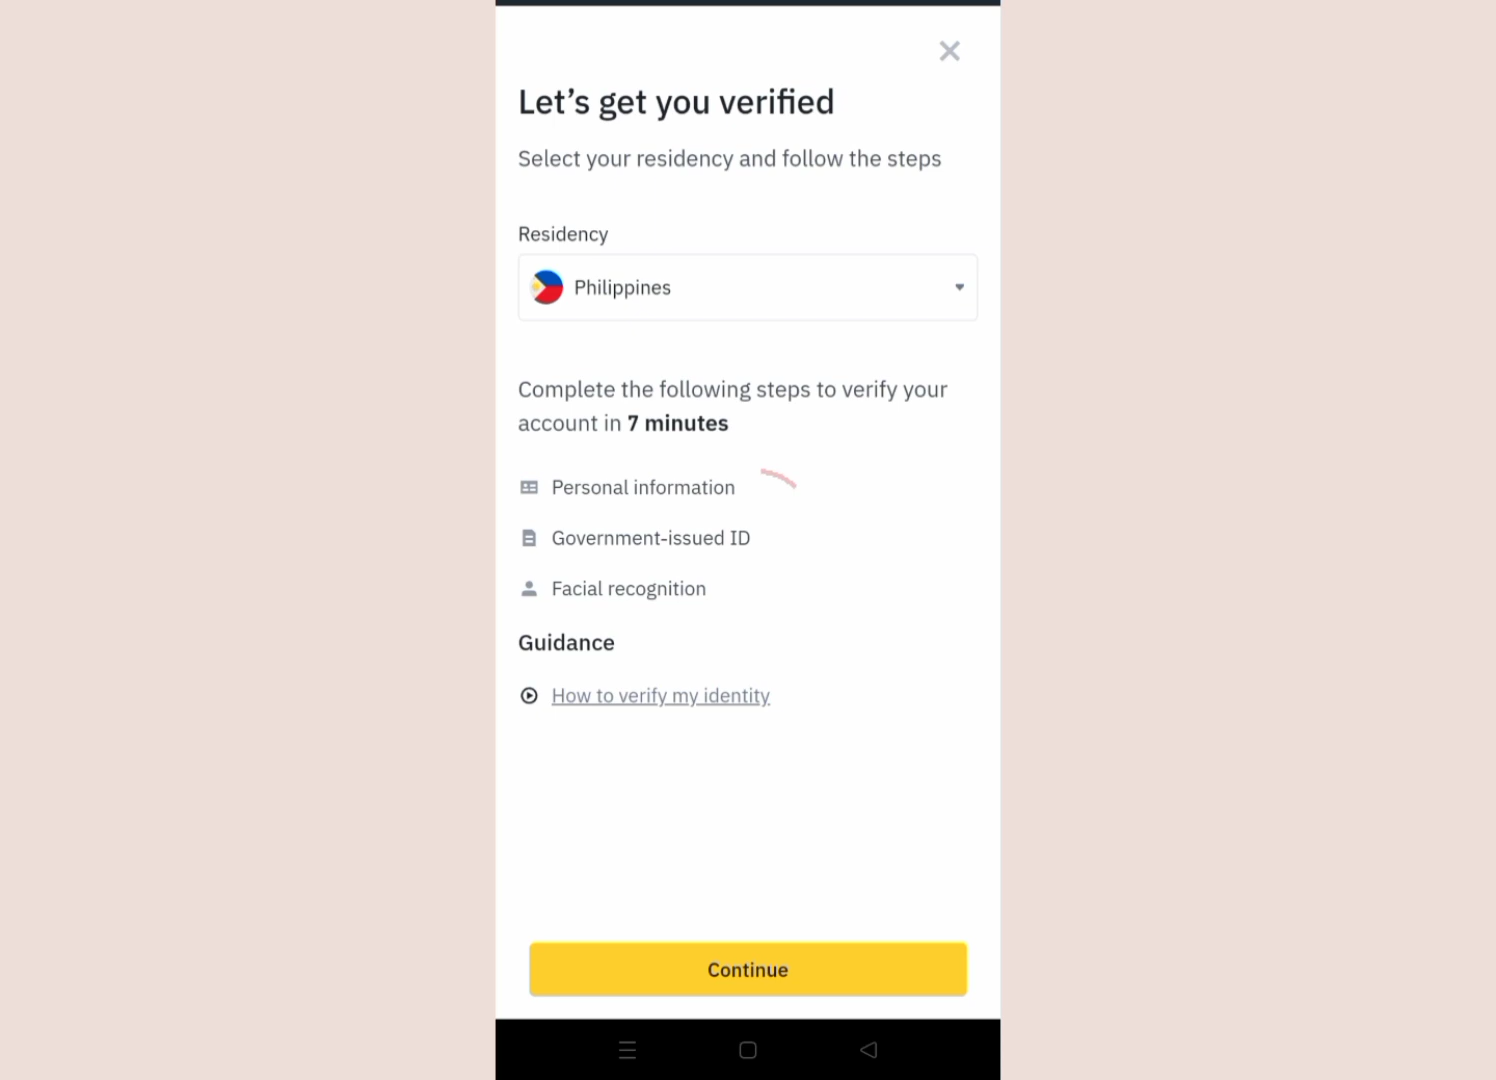 Let’s get you verified
Select your residency and follow the steps
Residency
Philippines
Complete the following steps to verify your
account in 7 minutes
Personal information
Government-issued ID
Facial recognition
Guidance
How to verify my identity
Continue